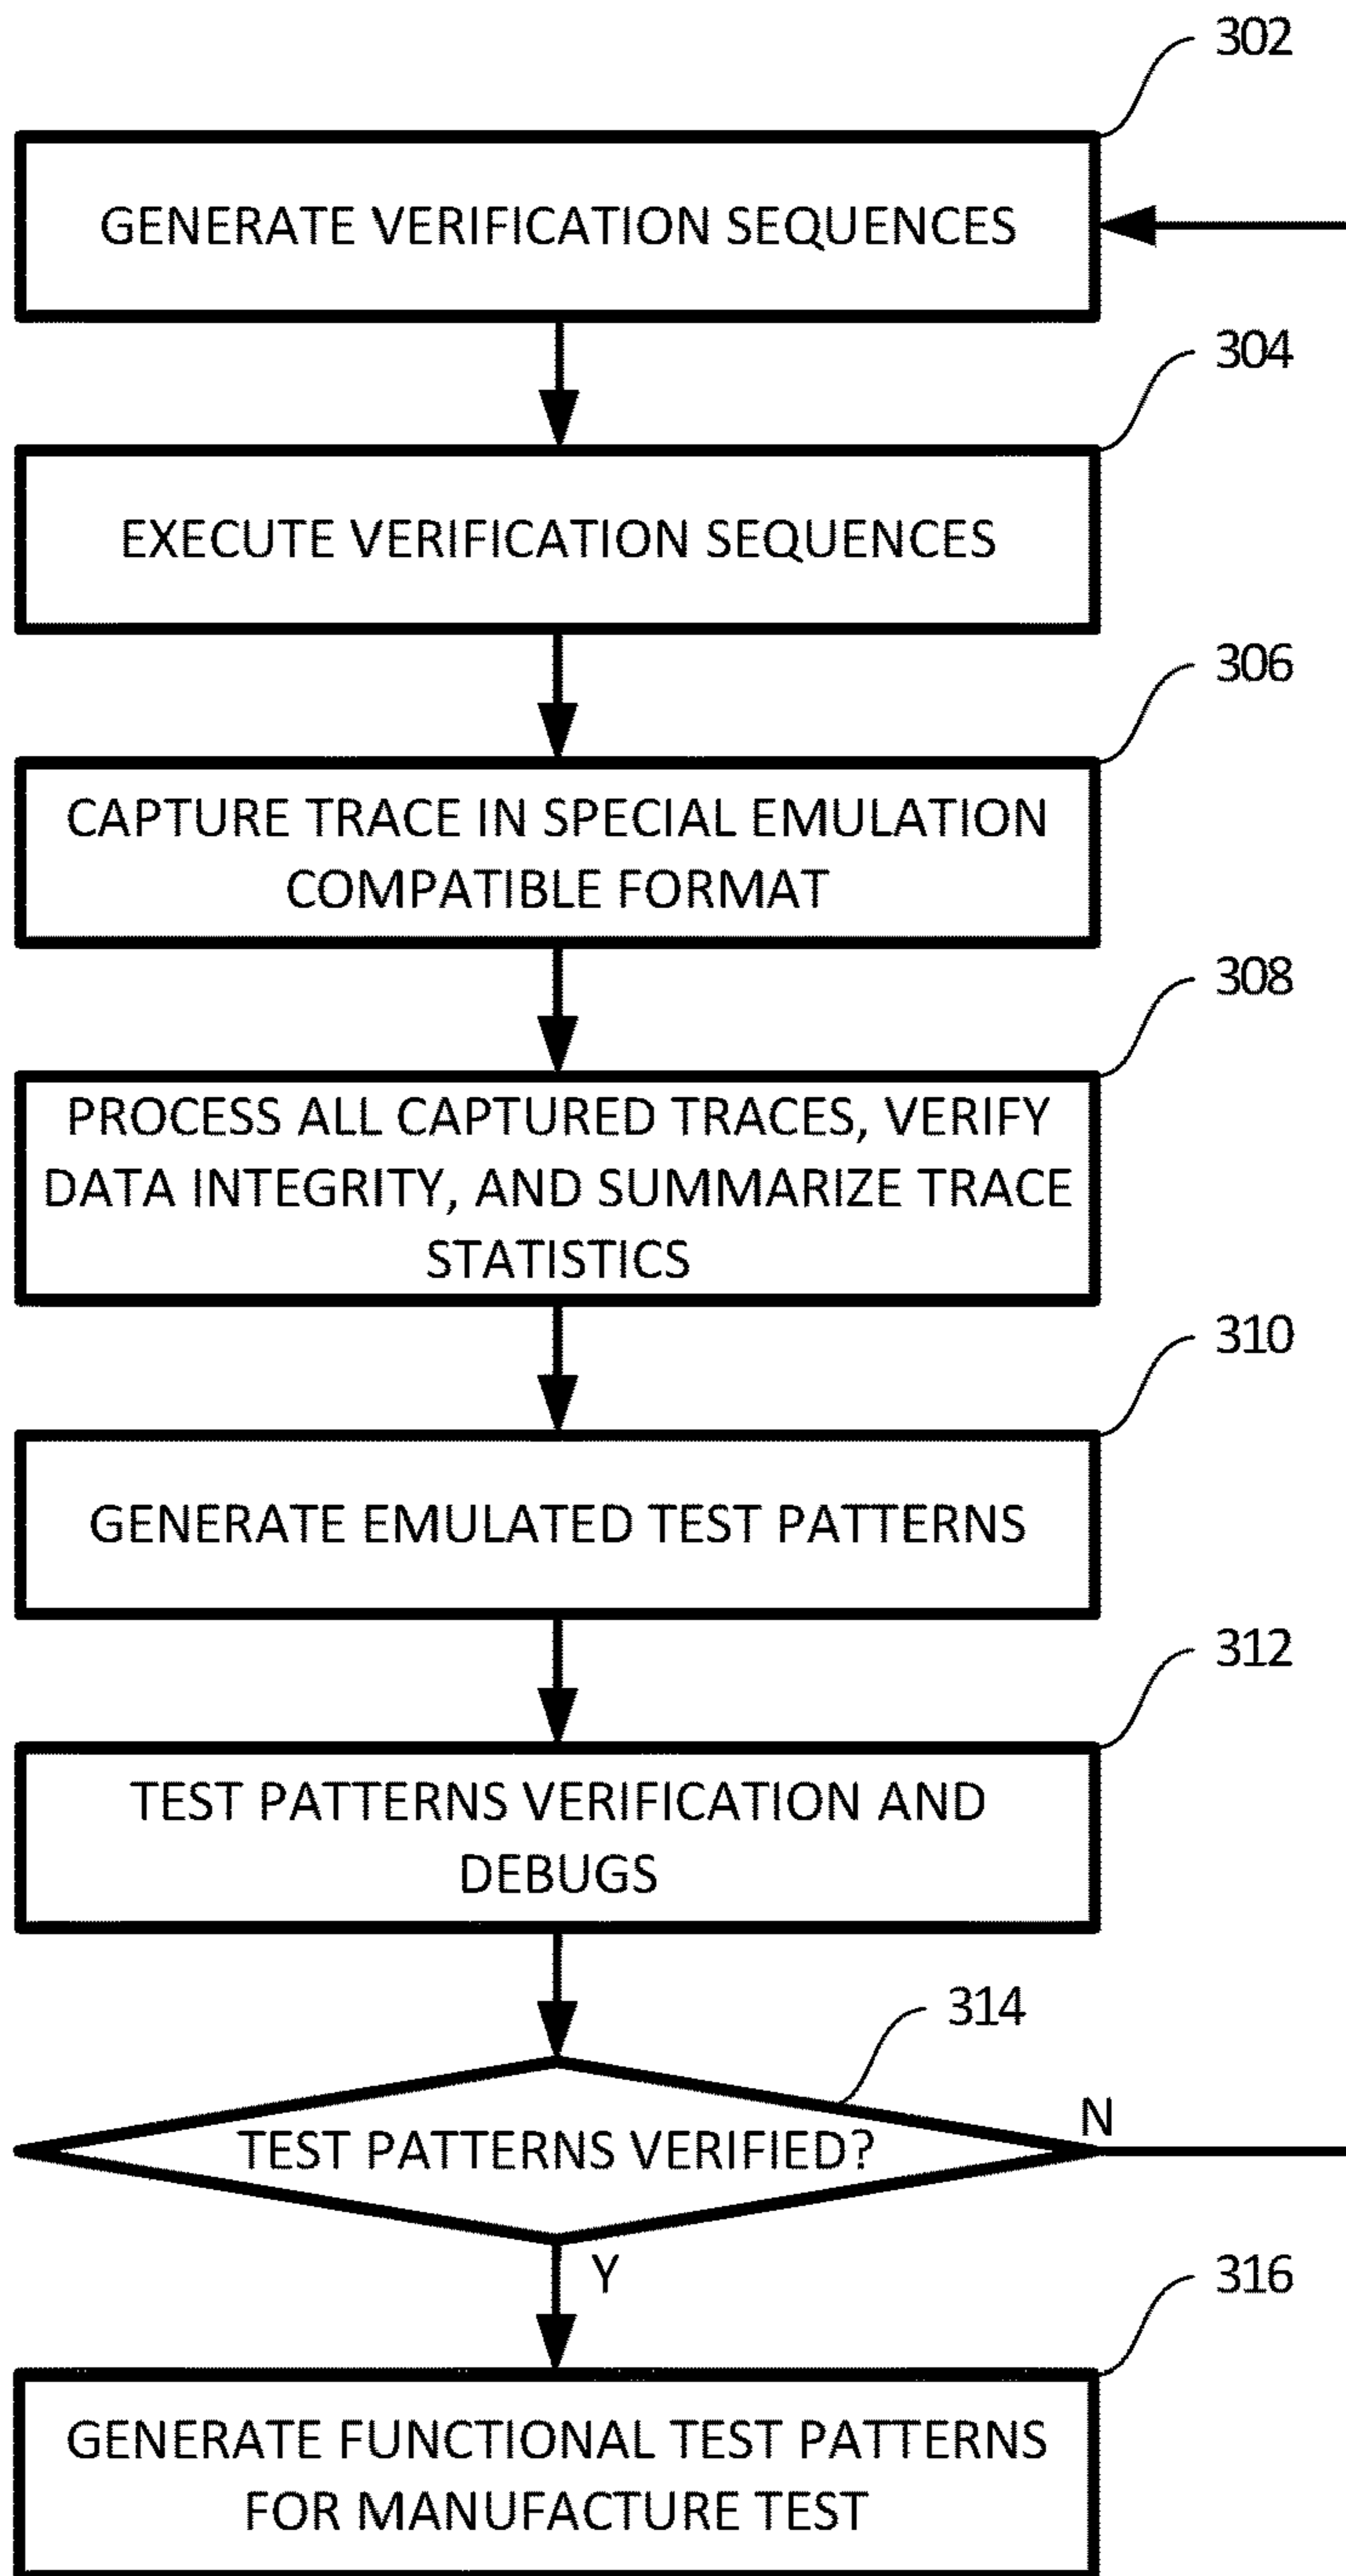 302
GENERATE VERIFICATION SEQUENCES
304
EXECUTE VERIFICATION SEQUENCES
306
CAPTURE TRACE IN SPECIAL EMULATION
COMPATIBLE FORMAT
308
PROCESS ALL CAPTURED TRACES, VERIFY
DATA INTEGRITY, AND SUMMARIZE TRACE
STATISTICS
310
GENERATE EMULATED TEST PATTERNS
312
TEST PATTERNS VERIFICATION AND
DEBUGS
314
N
TEST PATTERNS VERIFIED?
Y
316
GENERATE FUNCTIONAL TEST PATTERNS
FOR MANUFACTURE TEST